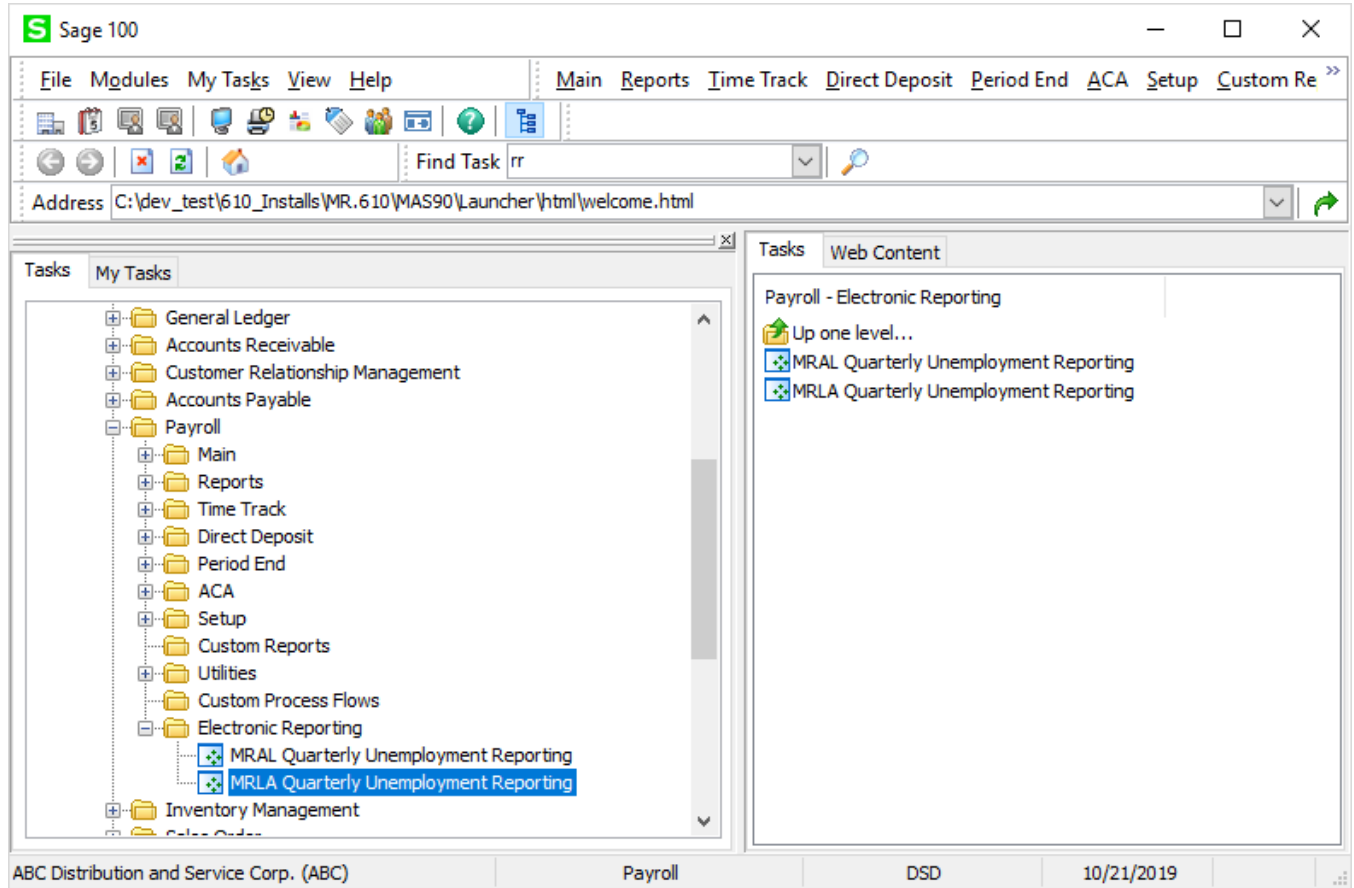 S Sage 100
File Modules My Tasks View Help Main Reports Time Track Direct Deposit Period End ACA Setup Custom Re »
Find Task rr
Address C:\dev_test\610_Installs\MR.610\MAS90\Launcher\html\welcome.html
Tasks My Tasks
General Ledger
Accounts Receivable
Customer Relationship Management
Accounts Payable
Payroll
Main
Reports
Time Track
Direct Deposit
Period End
ACA
Setup
Custom Reports
Utilities
Custom Process Flows
Electronic Reporting
MRAL Quarterly Unemployment Reporting
MRLA Quarterly Unemployment Reporting
Inventory Management
Sales Order
Tasks Web Content
Payroll - Electronic Reporting
Up one level...
MRAL Quarterly Unemployment Reporting
MRLA Quarterly Unemployment Reporting
ABC Distribution and Service Corp. (ABC) Payroll DSD 10/21/2019